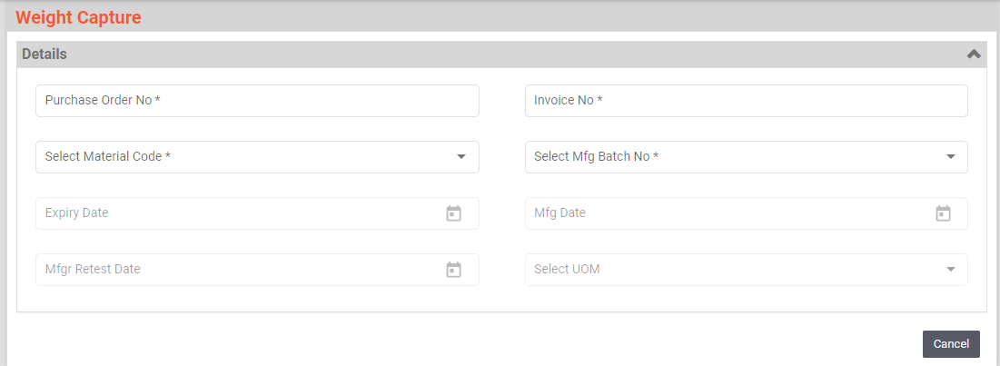 Weight Capture
Details
Purchase Order No *
Invoice No *
Select Material Code *
Select Mfg Batch No *
Expiry Date
Mfg Date
Mfgr Retest Date
Select UOM
Cancel